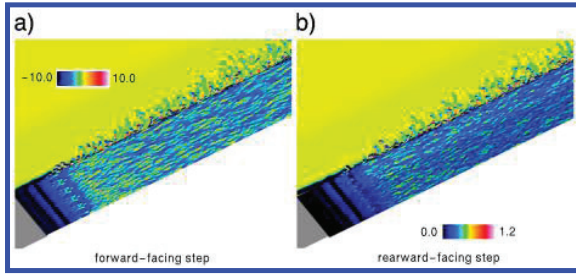 a)
b)
−10.0 10.0
0.0 1.2
forward−facing step
rearward−facing step